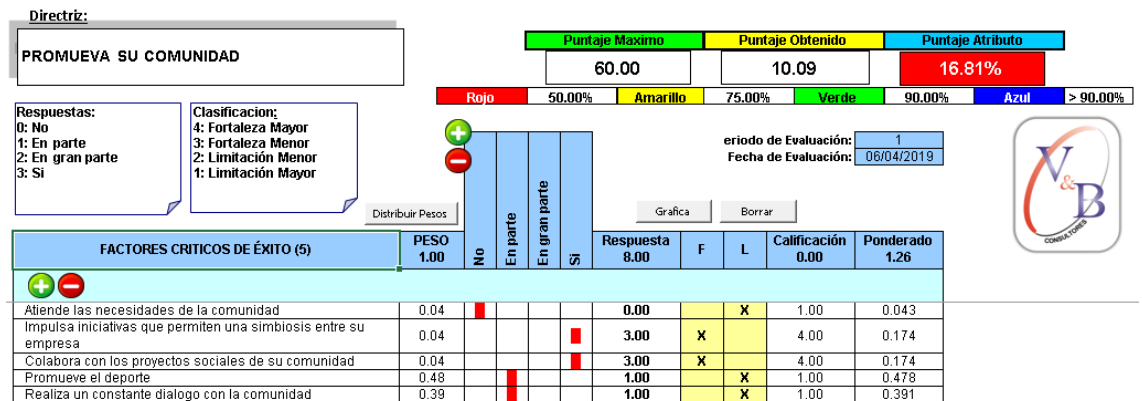 Directriz:
PROMUEVA SU COMUNIDAD
Puntaje Maximo Puntaje Obtenido Puntaje Atributo
60.00 10.09 16.81%
Rojo 50.00% Amarillo 75.00% Verde 90.00% Azul > 90.00%
Respuestas:
0: No
1: En parte
2: En gran parte
3: Si
Clasificacion:
4: Fortaleza Mayor
3: Fortaleza Menor
2: Limitación Menor
1: Limitación Mayor
eriodo de Evaluación: 1
Fecha de Evaluación: 06/04/2019
V&B
CONSULTORES
Distribuir Pesos
Grafica
Borrar
FACTORES CRITICOS DE ÉXITO (5) PESO No En parte En gran parte Si Respuesta F L Calificación Ponderado
1.00 8.00 0.00 1.26
Atiende las necesidades de la comunidad 0.04 0.00 X 1.00 0.043
Impulsa iniciativas que permiten una simbiosis entre su
empresa 0.04 3.00 X 4.00 0.174
Colabora con los proyectos sociales de su comunidad 0.04 3.00 X 4.00 0.174
Promueve el deporte 0.48 1.00 X 1.00 0.478
Realiza un constante dialogo con la comunidad 0.39 1.00 X 1.00 0.391